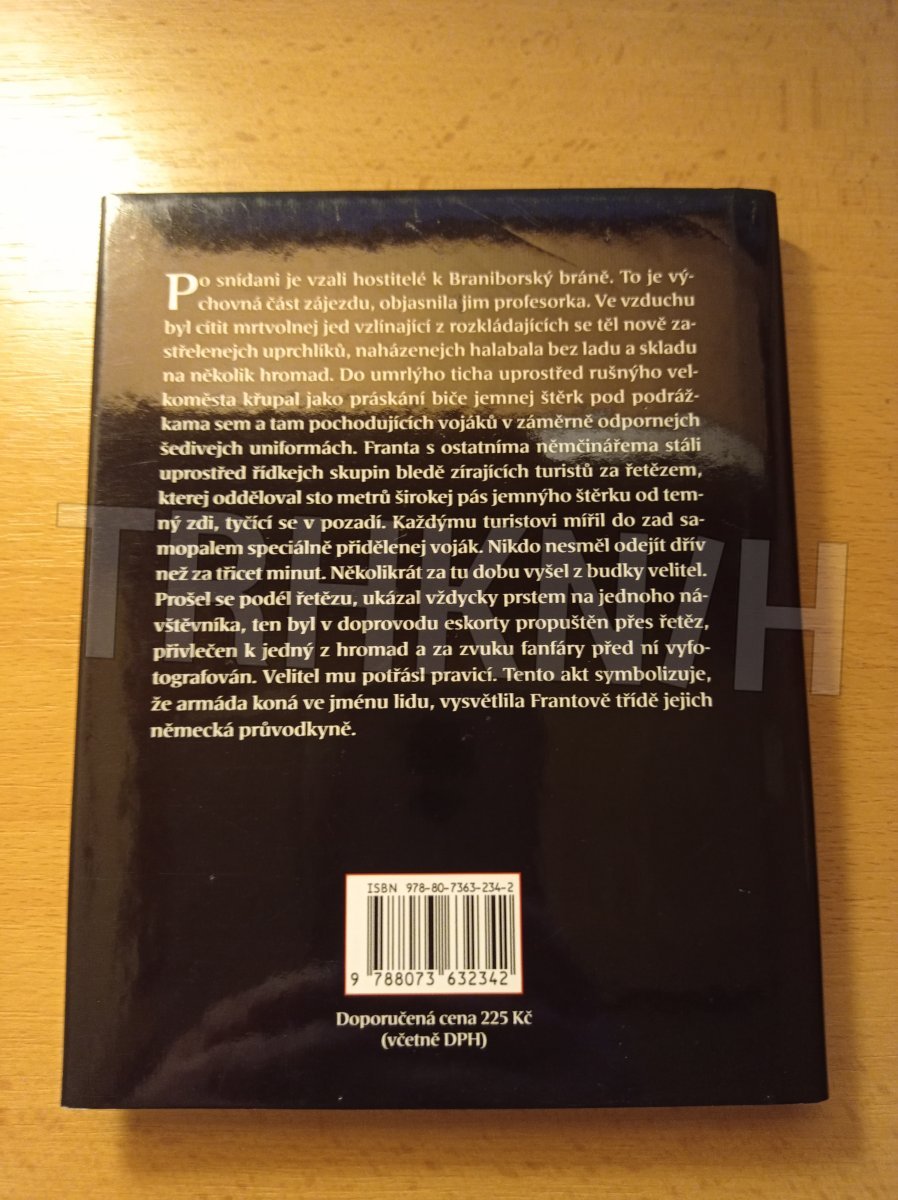 Po snídani je vzali hostitelé k Braniborský bráně. To je vý-
chovná část zájezdu, objasnila jim profesorka. Ve vzduchu
byl cítit mrtvolnej jed vzlínající z rozkládajících se těl nově za-
střelenejch uprchlíků, naházenejch halabala bez ladu a skladu
na několik hromad. Do umrlýho ticha uprostřed rušnýho vel-
koměsta křupal jako práskání biče jemnej štěrk pod podráž-
kama sem a tam pochodujících vojáků v záměrně odpornejch
šedivejch uniformách. Franta s ostatníma němčinářema stáli
uprostřed řídkejch skupin bledě zírajících turistů za řetězem,
kterej odděloval sto metrů širokej pás jemnýho štěrku od tem-
ný zdi, tyčící se v pozadí. Každýmu turistovi mířil do zad sa-
mopalem speciálně přidělenej voják. Nikdo nesměl odejít dřív
než za třicet minut. Několikrát za tu dobu vyšel z budky velitel.
Prošel se podél řetězu, ukázal vždycky prstem na jednoho ná-
vštěvníka, ten byl v doprovodu eskorty propuštěn přes řetěz,
přivlečen k jedný z hromad a za zvuku fanfáry před ní vyfo-
tografován. Velitel mu potřásl pravicí. Tento akt symbolizuje,
že armáda koná ve jménu lidu, vysvětlila Frantově třídě jejich
německá průvodkyně.
TRHKNIH
ISBN 978-80-7363-234-2
9 788073 632342
Doporučená cena 225 Kč
(včetně DPH)